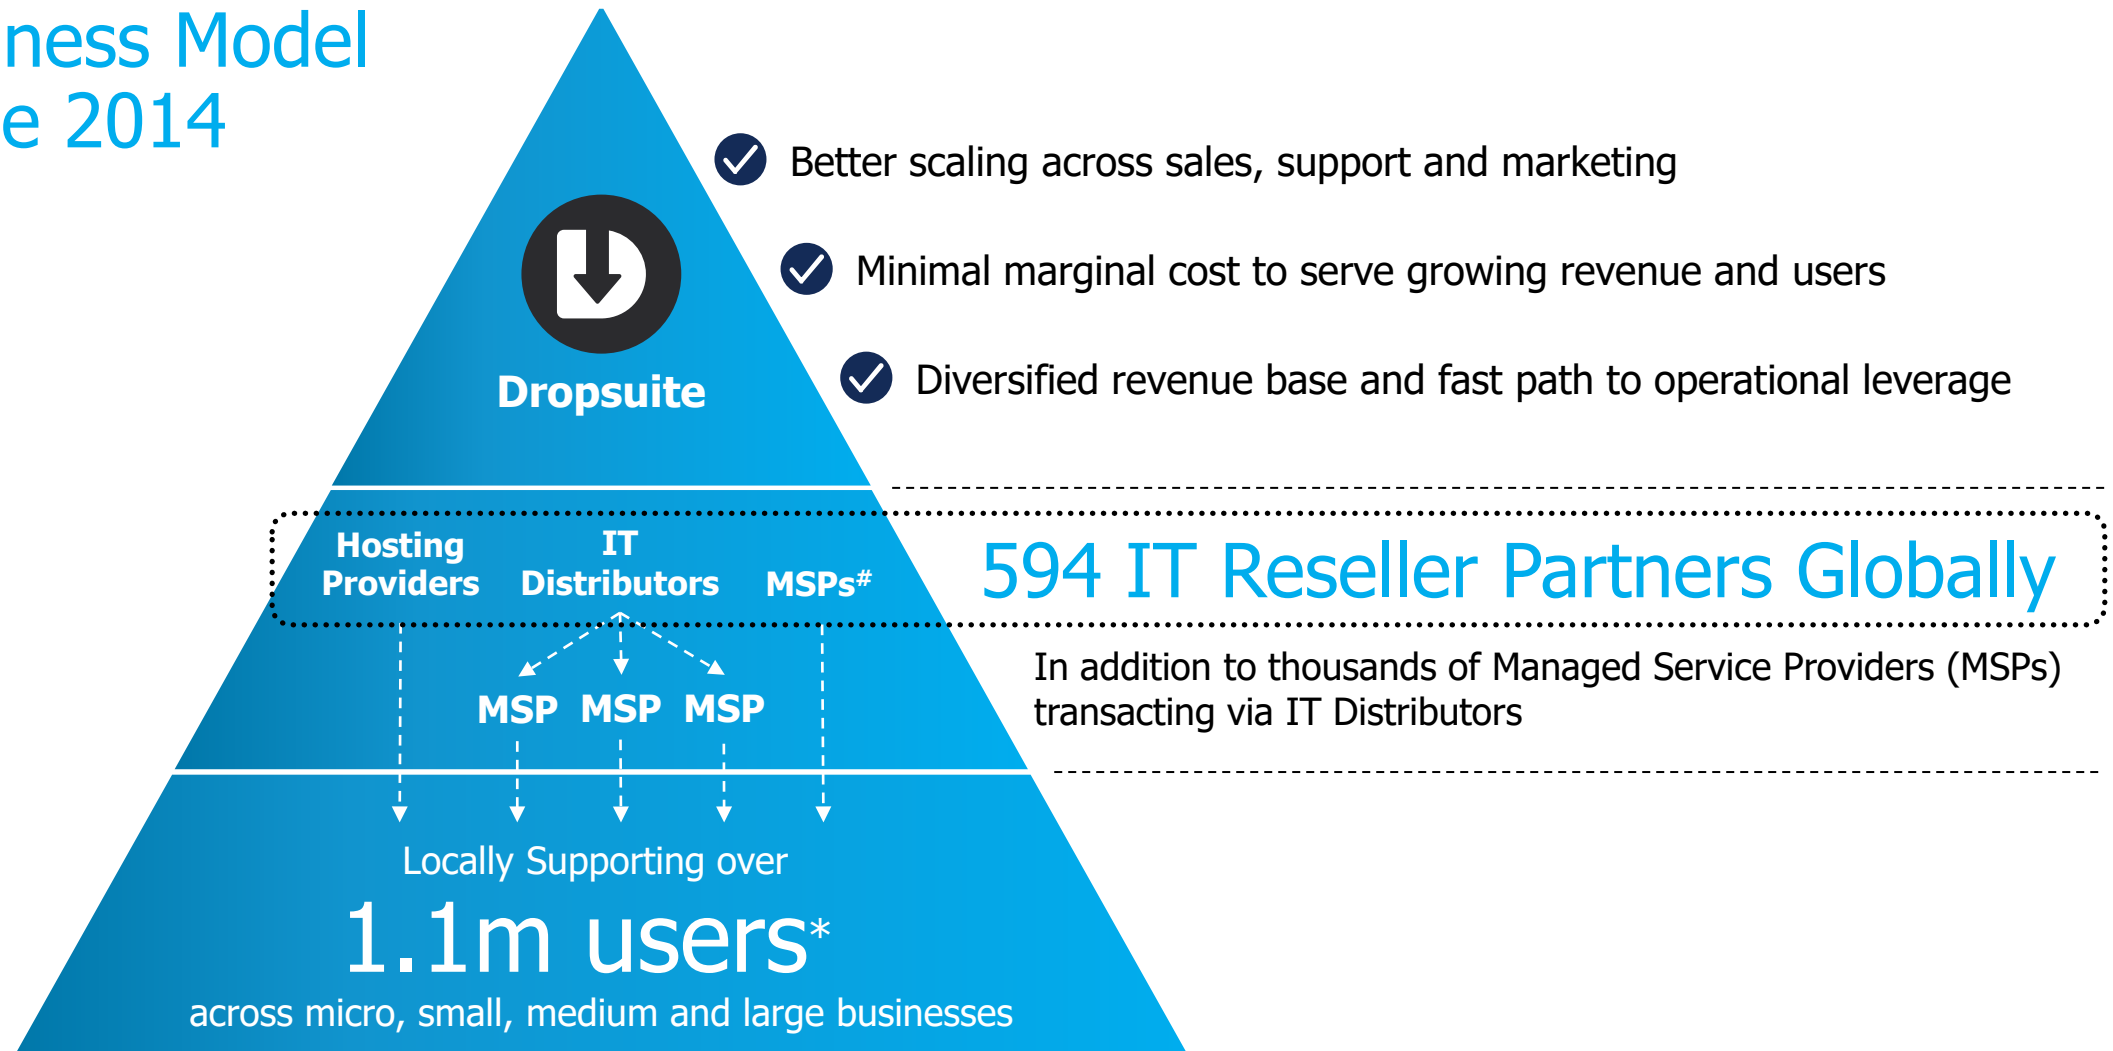 ness Model
e 2014
Better scaling across sales, support and marketing
Minimal marginal cost to serve growing revenue and users
Dropsuite
Diversified revenue base and fast path to operational leverage
Hosting
Providers
IT
Distributors
MSPs#
594 IT Reseller Partners Globally
In addition to thousands of Managed Service Providers (MSPs)
transacting via IT Distributors
MSP MSP MSP
Locally Supporting over
1.1m users*
across micro, small, medium and large businesses